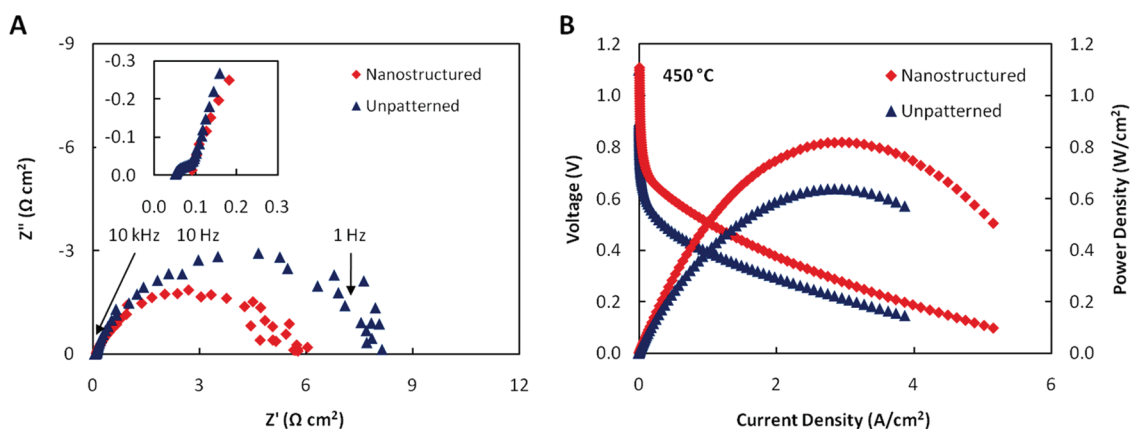 A
-9
-6
-3
0
Z" (Ω cm²)
-0.3
-0.2
-0.1
0.0
0.0 0.1 0.2 0.3
Nanostructured
Unpatterned
10 kHz 10 Hz 1 Hz
0 3 6 9 12
Z' (Ω cm²)
B
1.2
1.0
0.8
0.6
0.4
0.2
0.0
Voltage (V)
450 °C
Nanostructured
Unpatterned
1.2
1.0
0.8
0.6
0.4
0.2
0.0
Power Density (W/cm²)
0 2 4 6
Current Density (A/cm²)